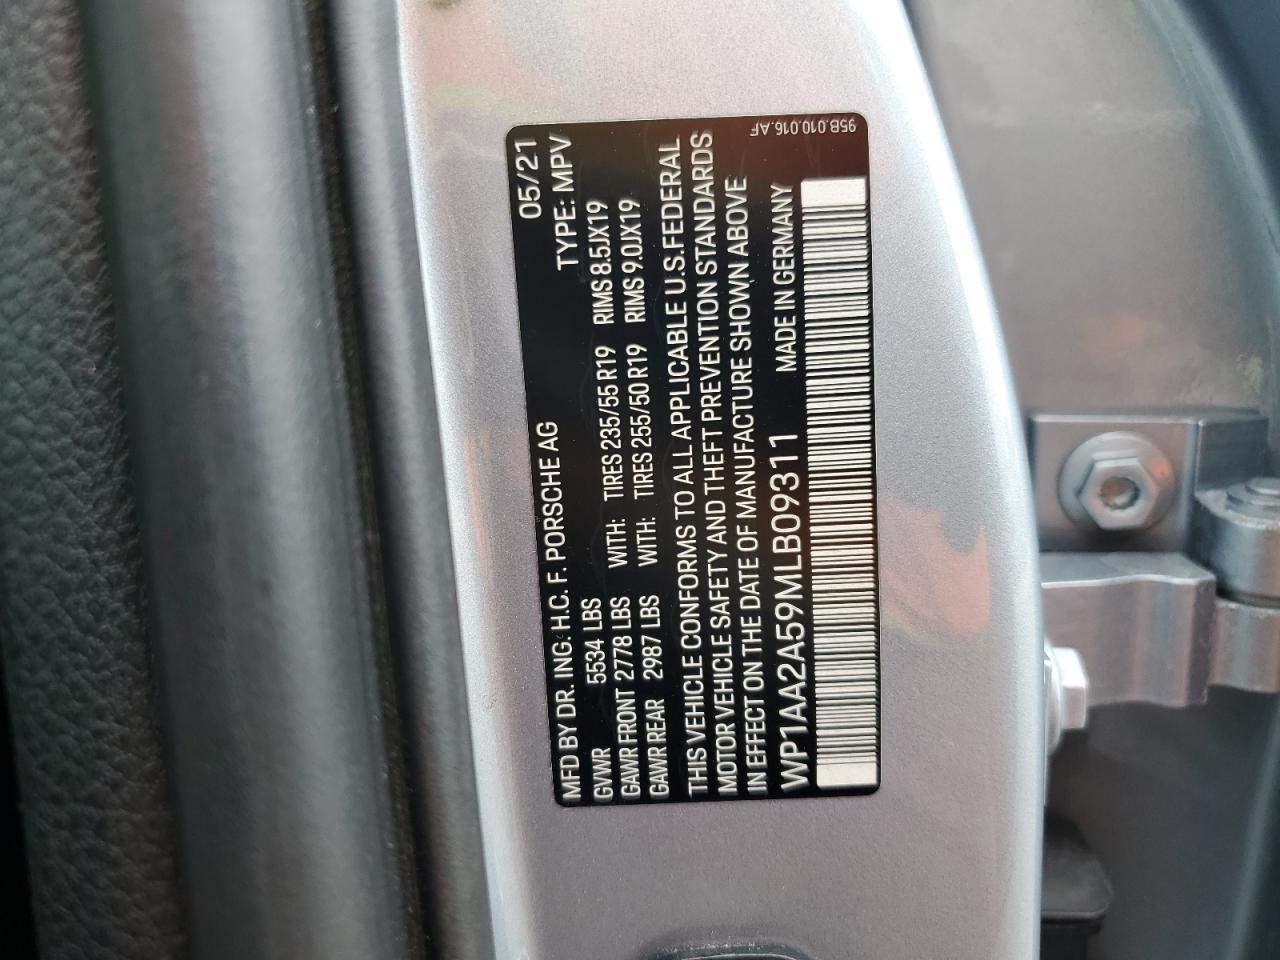 05/21
MFD BY DR. ING. H.C. F. PORSCHE AG TYPE: MPV
GVWR 5534 LBS
GAWR FRONT 2778 LBS WITH: TIRES 235/55 R19 RIMS 8.5JX19
GAWR REAR 2987 LBS WITH: TIRES 255/50 R19 RIMS 9.0JX19
THIS VEHICLE CONFORMS TO ALL APPLICABLE U.S. FEDERAL
MOTOR VEHICLE SAFETY AND THEFT PREVENTION STANDARDS
IN EFFECT ON THE DATE OF MANUFACTURE SHOWN ABOVE
WP1AA2A59MLB09311 MADE IN GERMANY
95B.010.016.AF